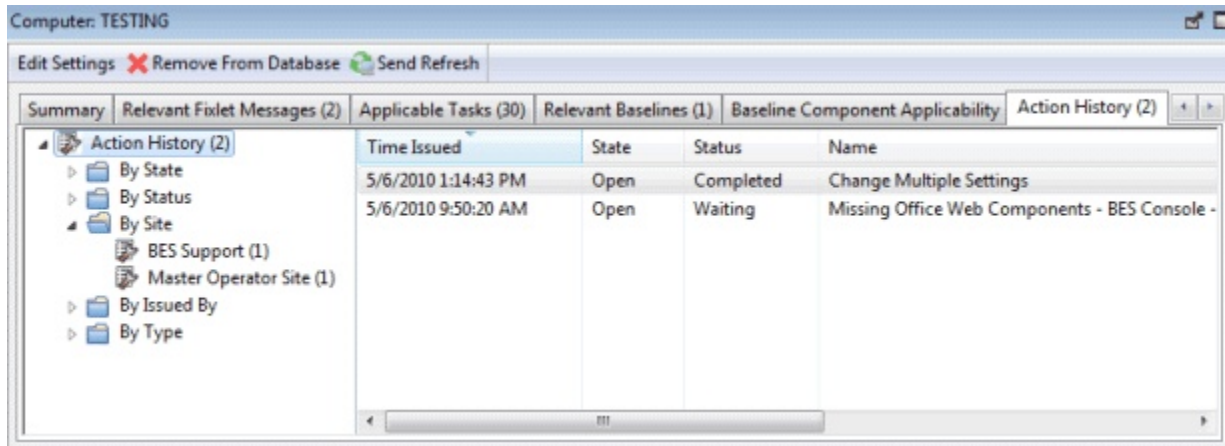 Computer: TESTING
Edit Settings Remove From Database Send Refresh
Summary Relevant Fixlet Messages (2) Applicable Tasks (30) Relevant Baselines (1) Baseline Component Applicability Action History (2)
Action History (2)
By State
By Status
By Site
BES Support (1)
Master Operator Site (1)
By Issued By
By Type
Time Issued State Status Name
5/6/2010 1:14:43 PM Open Completed Change Multiple Settings
5/6/2010 9:50:20 AM Open Waiting Missing Office Web Components - BES Console -